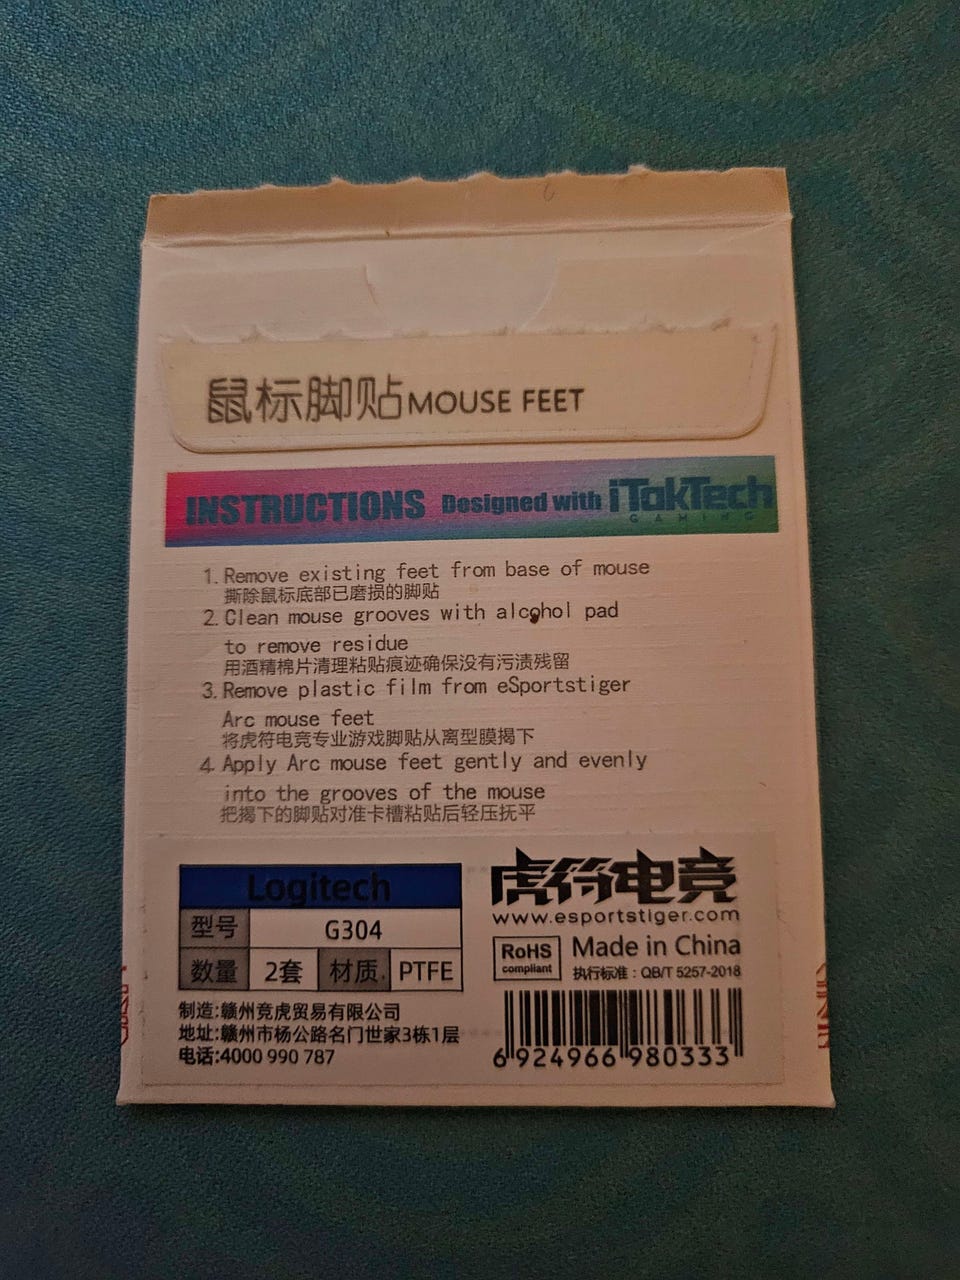 鼠标脚贴MOUSE FEET
INSTRUCTIONS Designed with iTakTech
GAMING
1. Remove existing feet from base of mouse
撕除鼠标底部已磨损的脚贴
2. Clean mouse grooves with alcohol pad
to remove residue
用酒精棉片清理粘贴痕迹确保没有污渍残留
3. Remove plastic film from eSportstiger
Arc mouse feet
将虎符电竞专业游戏脚贴从离型膜揭下
4. Apply Arc mouse feet gently and evenly
into the grooves of the mouse
把揭下的脚贴对准卡槽粘贴后轻压抚平
Logitech
型号 G304
数量 2套 材质 PTFE
制造:赣州竞虎贸易有限公司
地址:赣州市杨公路名门世家3栋1层
电话:4000 990 787
虎符电竞
www.esportstiger.com
RoHS
compliant
Made in China
执行标准：QB/T 5257-2018
6 924966 980333